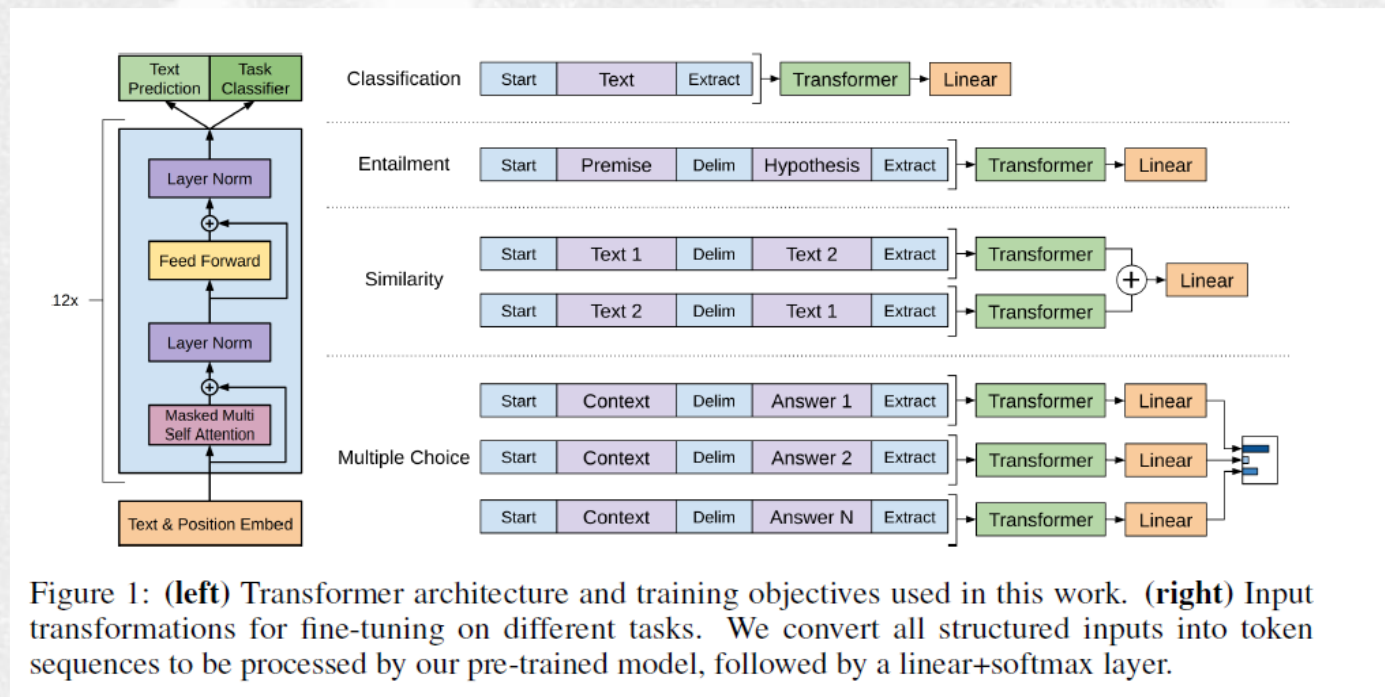 Text
Prediction
Task
Classifier
Layer Norm
Feed Forward
12x
Layer Norm
Masked Multi
Self Attention
Text & Position Embed
Classification
Start Text Extract Transformer Linear
Entailment
Start Premise Delim Hypothesis Extract Transformer Linear
Similarity
Start Text 1 Delim Text 2 Extract Transformer
+ Linear
Start Text 2 Delim Text 1 Extract Transformer
Multiple Choice
Start Context Delim Answer 1 Extract Transformer Linear
Start Context Delim Answer 2 Extract Transformer Linear
Start Context Delim Answer N Extract Transformer Linear
Figure 1: (left) Transformer architecture and training objectives used in this work. (right) Input
transformations for fine-tuning on different tasks. We convert all structured inputs into token
sequences to be processed by our pre-trained model, followed by a linear+softmax layer.